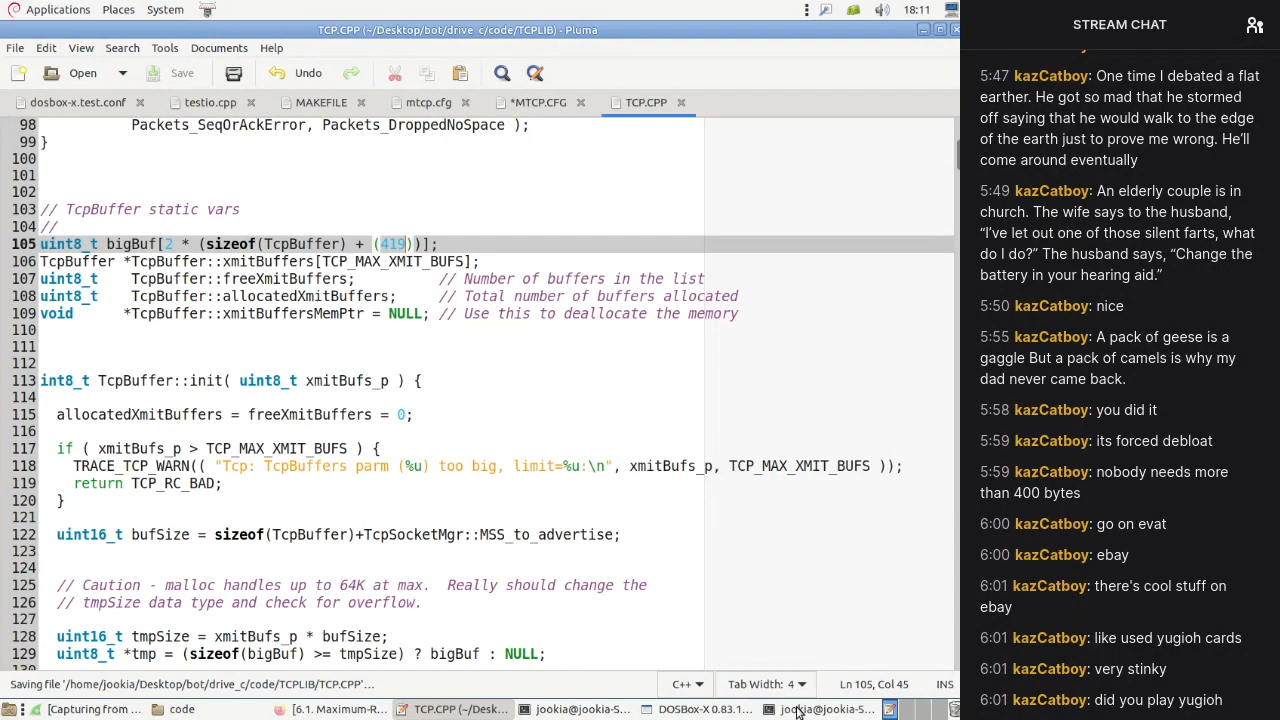 Applications Places System 18:11
TCP.CPP (~/Desktop/bot/drive_c/code/TCPLIB) - Pluma
File Edit View Search Tools Documents Help
Open Save Undo
dosbox-x.test.conf testio.cpp MAKEFILE mtcp.cfg *MTCP.CFG TCP.CPP
98 Packets_SeqOrAckError, Packets_DroppedNoSpace );
99 }
100
101
102
103 // TcpBuffer static vars
104 //
105 uint8_t bigBuf[2 * (sizeof(TcpBuffer) + (419))];
106 TcpBuffer *TcpBuffer::xmitBuffers[TCP_MAX_XMIT_BUFS];
107 uint8_t TcpBuffer::freeXmitBuffers; // Number of buffers in the list
108 uint8_t TcpBuffer::allocatedXmitBuffers; // Total number of buffers allocated
109 void *TcpBuffer::xmitBuffersMemPtr = NULL; // Use this to deallocate the memory
110
111
112
113 int8_t TcpBuffer::init( uint8_t xmitBufs_p ) {
114
115 allocatedXmitBuffers = freeXmitBuffers = 0;
116
117 if ( xmitBufs_p > TCP_MAX_XMIT_BUFS ) {
118 TRACE_TCP_WARN(( "Tcp: TcpBuffers parm (%u) too big, limit=%u:\n", xmitBufs_p, TCP_MAX_XMIT_BUFS ));
119 return TCP_RC_BAD;
120 }
121
122 uint16_t bufSize = sizeof(TcpBuffer)+TcpSocketMgr::MSS_to_advertise;
123
124
125 // Caution - malloc handles up to 64K at max. Really should change the
126 // tmpSize data type and check for overflow.
127
128 uint16_t tmpSize = xmitBufs_p * bufSize;
129 uint8_t *tmp = (sizeof(bigBuf) >= tmpSize) ? bigBuf : NULL;
Saving file '/home/jookia/Desktop/bot/drive_c/code/TCPLIB/TCP.CPP'… C++ Tab Width: 4 Ln 105, Col 45 INS
[Capturing from ... code [6.1. Maximum-R... TCP.CPP (~/Desk... jookia@jookia-S... DOSBox-X 0.83.1... jookia@jookia-S...
STREAM CHAT
5:47 kazCatboy: One time I debated a flat
earther. He got so mad that he stormed
off saying that he would walk to the edge
of the earth just to prove me wrong. He'll
come around eventually
5:49 kazCatboy: An elderly couple is in
church. The wife says to the husband,
“I've let out one of those silent farts, what
do I do?” The husband says, “Change the
battery in your hearing aid.”
5:50 kazCatboy: nice
5:55 kazCatboy: A pack of geese is a
gaggle But a pack of camels is why my
dad never came back.
5:58 kazCatboy: you did it
5:59 kazCatboy: its forced debloat
5:59 kazCatboy: nobody needs more
than 400 bytes
6:00 kazCatboy: go on evat
6:00 kazCatboy: ebay
6:01 kazCatboy: there's cool stuff on
ebay
6:01 kazCatboy: like used yugioh cards
6:01 kazCatboy: very stinky
6:01 kazCatboy: did you play yugioh